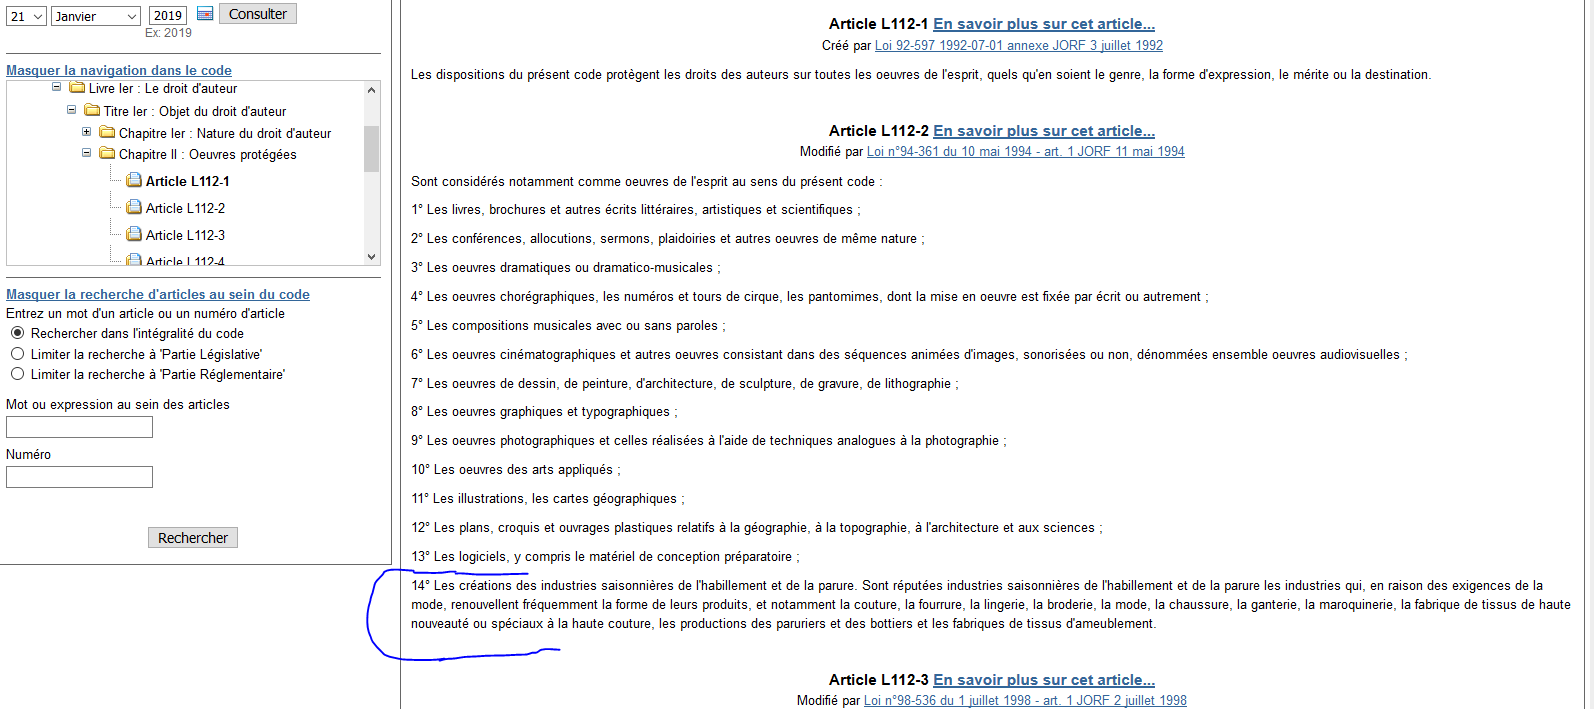 21 Janvier 2019 Consulter
Ex: 2019
Masquer la navigation dans le code
Livre Ier : Le droit d'auteur
Titre Ier : Objet du droit d'auteur
Chapitre Ier : Nature du droit d'auteur
Chapitre II : Oeuvres protégées
Article L112-1
Article L112-2
Article L112-3
Article L112-4
Masquer la recherche d'articles au sein du code
Entrez un mot d'un article ou un numéro d'article
Rechercher dans l'intégralité du code
Limiter la recherche à 'Partie Législative'
Limiter la recherche à 'Partie Réglementaire'
Mot ou expression au sein des articles
Numéro
Rechercher
Article L112-1 En savoir plus sur cet article...
Créé par Loi 92-597 1992-07-01 annexe JORF 3 juillet 1992
Les dispositions du présent code protègent les droits des auteurs sur toutes les oeuvres de l'esprit, quels qu'en soient le genre, la forme d'expression, le mérite ou la destination.
Article L112-2 En savoir plus sur cet article...
Modifié par Loi n°94-361 du 10 mai 1994 - art. 1 JORF 11 mai 1994
Sont considérés notamment comme oeuvres de l'esprit au sens du présent code :
1° Les livres, brochures et autres écrits littéraires, artistiques et scientifiques ;
2° Les conférences, allocutions, sermons, plaidoiries et autres oeuvres de même nature ;
3° Les oeuvres dramatiques ou dramatico-musicales ;
4° Les oeuvres chorégraphiques, les numéros et tours de cirque, les pantomimes, dont la mise en oeuvre est fixée par écrit ou autrement ;
5° Les compositions musicales avec ou sans paroles ;
6° Les oeuvres cinématographiques et autres oeuvres consistant dans des séquences animées d'images, sonorisées ou non, dénommées ensemble oeuvres audiovisuelles ;
7° Les oeuvres de dessin, de peinture, d'architecture, de sculpture, de gravure, de lithographie ;
8° Les oeuvres graphiques et typographiques ;
9° Les oeuvres photographiques et celles réalisées à l'aide de techniques analogues à la photographie ;
10° Les oeuvres des arts appliqués ;
11° Les illustrations, les cartes géographiques ;
12° Les plans, croquis et ouvrages plastiques relatifs à la géographie, à la topographie, à l'architecture et aux sciences ;
13° Les logiciels, y compris le matériel de conception préparatoire ;
14° Les créations des industries saisonnières de l'habillement et de la parure. Sont réputées industries saisonnières de l'habillement et de la parure les industries qui, en raison des exigences de la
mode, renouvellent fréquemment la forme de leurs produits, et notamment la couture, la fourrure, la lingerie, la broderie, la mode, la chaussure, la ganterie, la maroquinerie, la fabrique de tissus de haute
nouveauté ou spéciaux à la haute couture, les productions des paruriers et des bottiers et les fabriques de tissus d'ameublement.
Article L112-3 En savoir plus sur cet article...
Modifié par Loi n°98-536 du 1 juillet 1998 - art. 1 JORF 2 juillet 1998